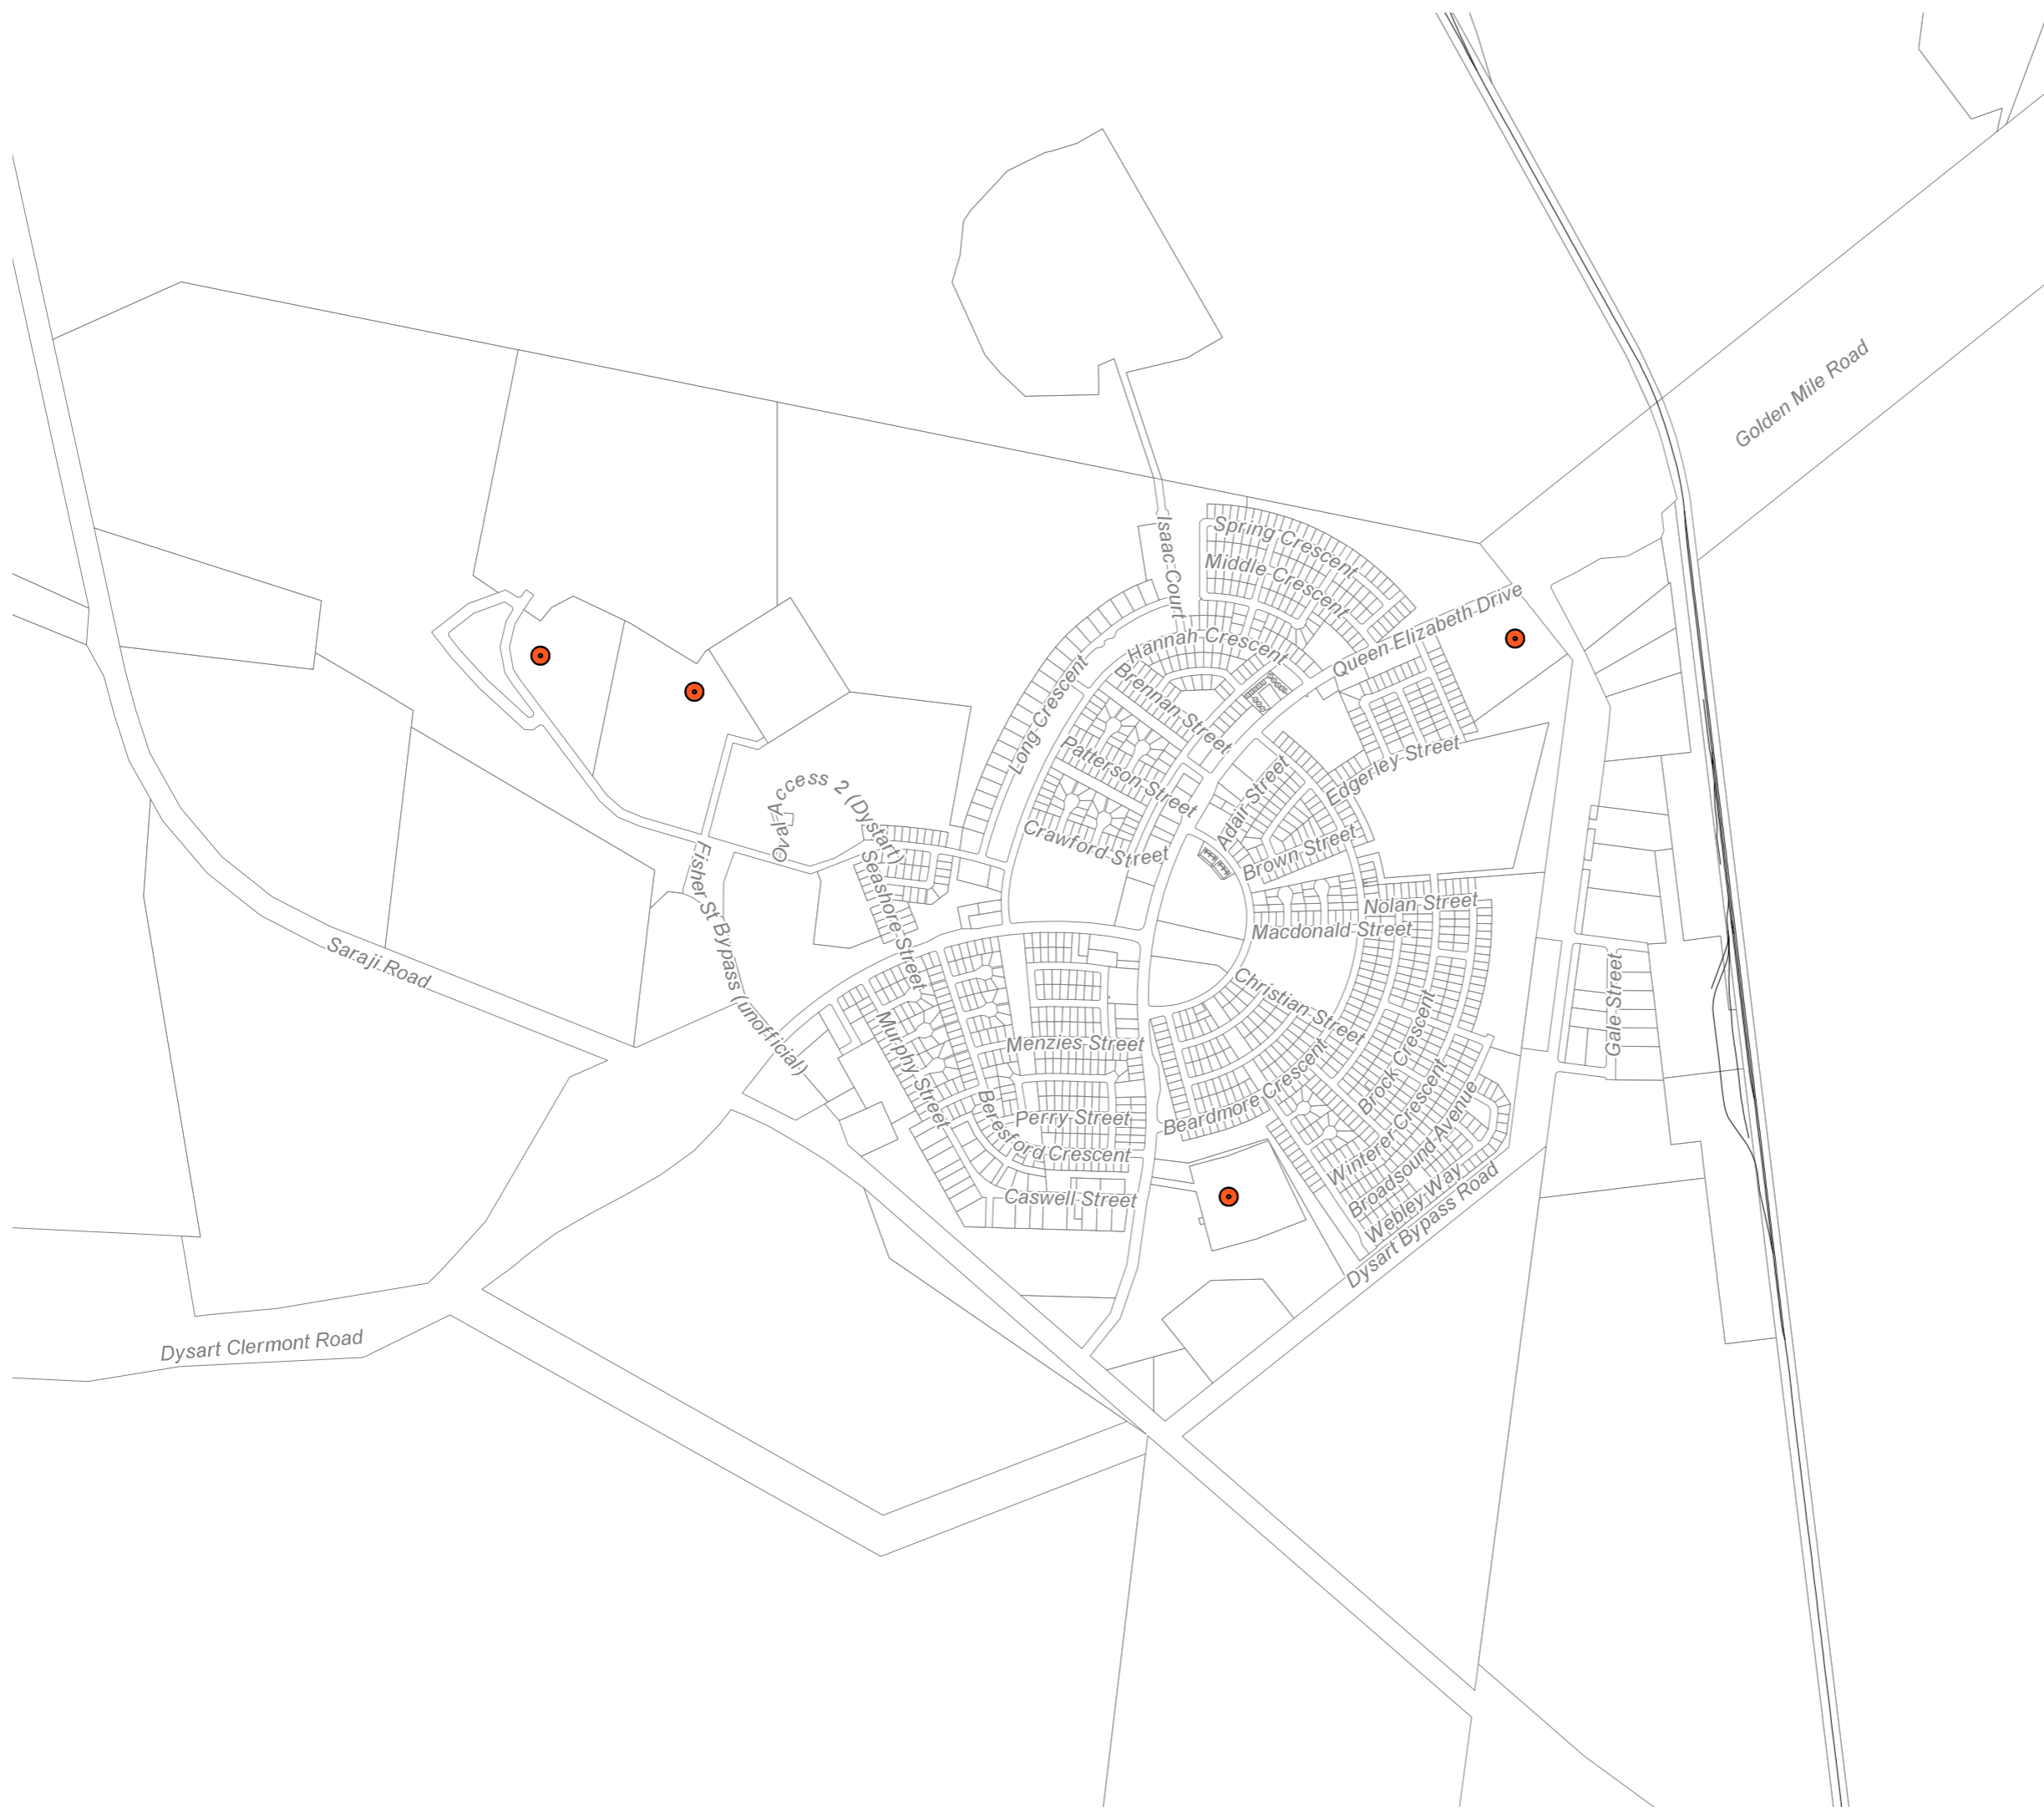 Golden Mile Road
Isaac Court
Spring Crescent
Middle Crescent
Queen Elizabeth Drive
Hannah Crescent
Brennan Street
Long Crescent
Patterson Street
Edgerley Street
Adair Street
Oval Access 2 (Dystart)
Crawford Street
Brown Street
Fisher St Bypass (unofficial)
Seashore Street
Nolan Street
Macdonald Street
Saraji Road
Christian Street
Gale Street
Murphy Street
Menzies Street
Brock Crescent
Beardmore Crescent
Beresford Crescent
Perry Street
Winterer Crescent
Broadsound Avenue
Caswell Street
Webley Way
Dysart Bypass Road
Dysart Clermont Road